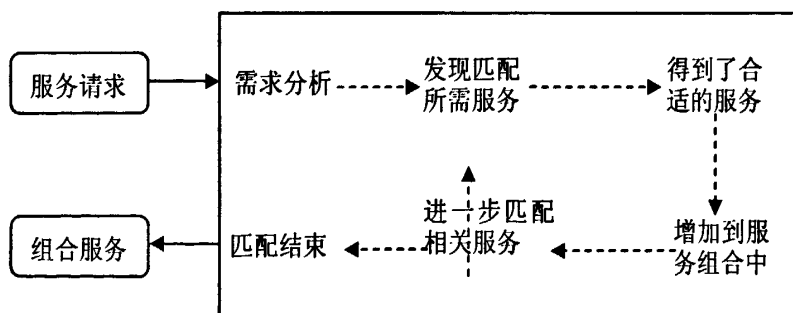 服务请求
需求分析
发现匹配
所需服务
得到了合
适的服务
组合服务
匹配结束
进一步匹配
相关服务
增加到服
务组合中